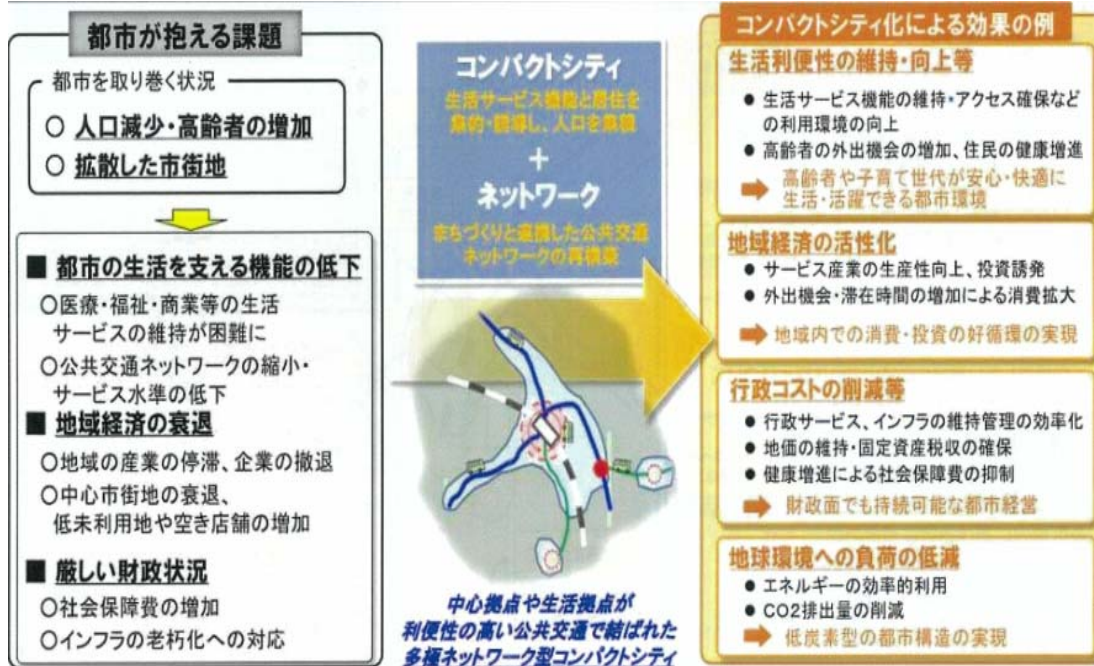 都市が抱える課題
都市を取り巻く状況
○ 人口減少・高齢者の増加
○ 拡散した市街地
■ 都市の生活を支える機能の低下
○医療・福祉・商業等の生活
サービスの維持が困難に
○公共交通ネットワークの縮小・
サービス水準の低下
■ 地域経済の衰退
○地域の産業の停滞、企業の撤退
○中心市街地の衰退、
低未利用地や空き店舗の増加
■ 厳しい財政状況
○社会保障費の増加
○インフラの老朽化への対応
コンパクトシティ
生活サービス機能と居住を
集約・誘導し、人口を集積
+
ネットワーク
まちづくりと連携した公共交通
ネットワークの再構築
中心拠点や生活拠点が
利便性の高い公共交通で結ばれた
多極ネットワーク型コンパクトシティ
コンパクトシティ化による効果の例
生活利便性の維持・向上等
● 生活サービス機能の維持・アクセス確保など
の利用環境の向上
● 高齢者の外出機会の増加、住民の健康増進
➡ 高齢者や子育て世代が安心・快適に
生活・活躍できる都市環境
地域経済の活性化
● サービス産業の生産性向上、投資誘発
● 外出機会・滞在時間の増加による消費拡大
➡ 地域内での消費・投資の好循環の実現
行政コストの削減等
● 行政サービス、インフラの維持管理の効率化
● 地価の維持・固定資産税収の確保
● 健康増進による社会保障費の抑制
➡ 財政面でも持続可能な都市経営
地球環境への負荷の低減
● エネルギーの効率的利用
● CO2排出量の削減
➡ 低炭素型の都市構造の実現